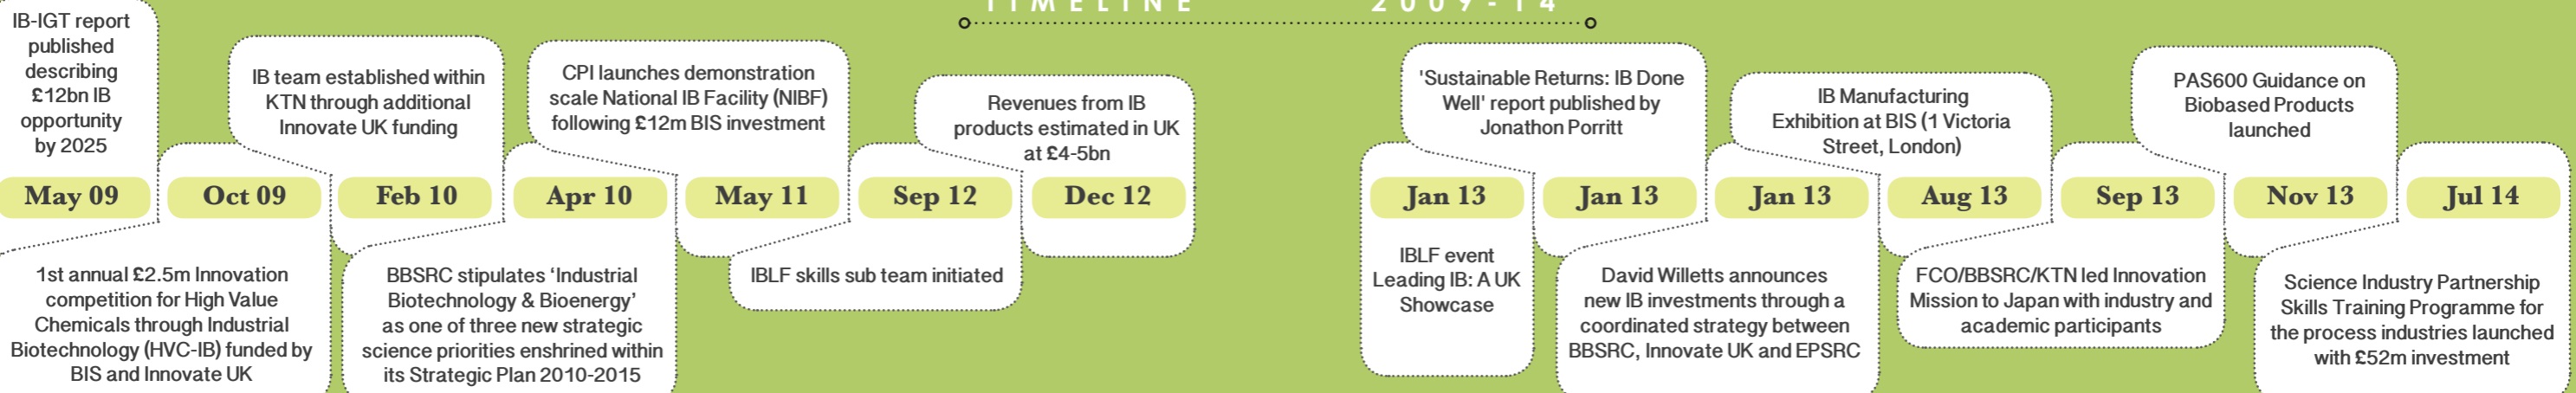 TIMELINE 2009-14
IB-IGT report
published
describing
£12bn IB
opportunity
by 2025
May 09
1st annual £2.5m Innovation
competition for High Value
Chemicals through Industrial
Biotechnology (HVC-IB) funded by
BIS and Innovate UK
Oct 09
IB team established within
KTN through additional
Innovate UK funding
Feb 10
BBSRC stipulates ‘Industrial
Biotechnology & Bioenergy’
as one of three new strategic
science priorities enshrined within
its Strategic Plan 2010-2015
Apr 10
CPI launches demonstration
scale National IB Facility (NIBF)
following £12m BIS investment
May 11
IBLF skills sub team initiated
Sep 12
Revenues from IB
products estimated in UK
at £4-5bn
Dec 12
Jan 13
IBLF event
Leading IB: A UK
Showcase
'Sustainable Returns: IB Done
Well' report published by
Jonathon Porritt
Jan 13
David Willetts announces
new IB investments through a
coordinated strategy between
BBSRC, Innovate UK and EPSRC
Jan 13
IB Manufacturing
Exhibition at BIS (1 Victoria
Street, London)
Aug 13
FCO/BBSRC/KTN led Innovation
Mission to Japan with industry and
academic participants
Sep 13
PAS600 Guidance on
Biobased Products
launched
Nov 13
Science Industry Partnership
Skills Training Programme for
the process industries launched
with £52m investment
Jul 14